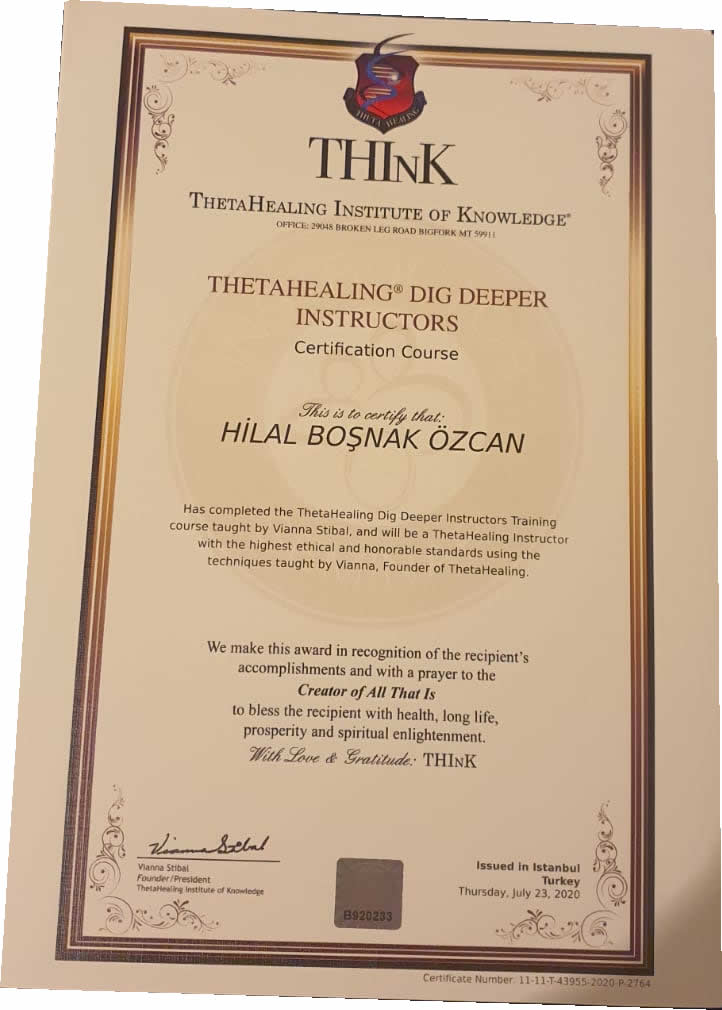 THETA-HEALING
THInK
ThetaHealing Institute of Knowledge®
OFFICE: 29048 BROKEN LEG ROAD BIGFORK MT 59911
THETAHEALING® DIG DEEPER
INSTRUCTORS
Certification Course
This is to certify that:
HİLAL BOŞNAK ÖZCAN
Has completed the ThetaHealing Dig Deeper Instructors Training
course taught by Vianna Stibal, and will be a ThetaHealing Instructor
with the highest ethical and honorable standards using the
techniques taught by Vianna, Founder of ThetaHealing.
We make this award in recognition of the recipient's
accomplishments and with a prayer to the
Creator of All That Is
to bless the recipient with health, long life,
prosperity and spiritual enlightenment.
With Love & Gratitude: THInK
Vianna Stibal
Vianna Stibal
Founder/President
ThetaHealing Institute of Knowledge
B920233
Issued in Istanbul
Turkey
Thursday, July 23, 2020
Certificate Number: 11-11-T-43955-2020-P-2764